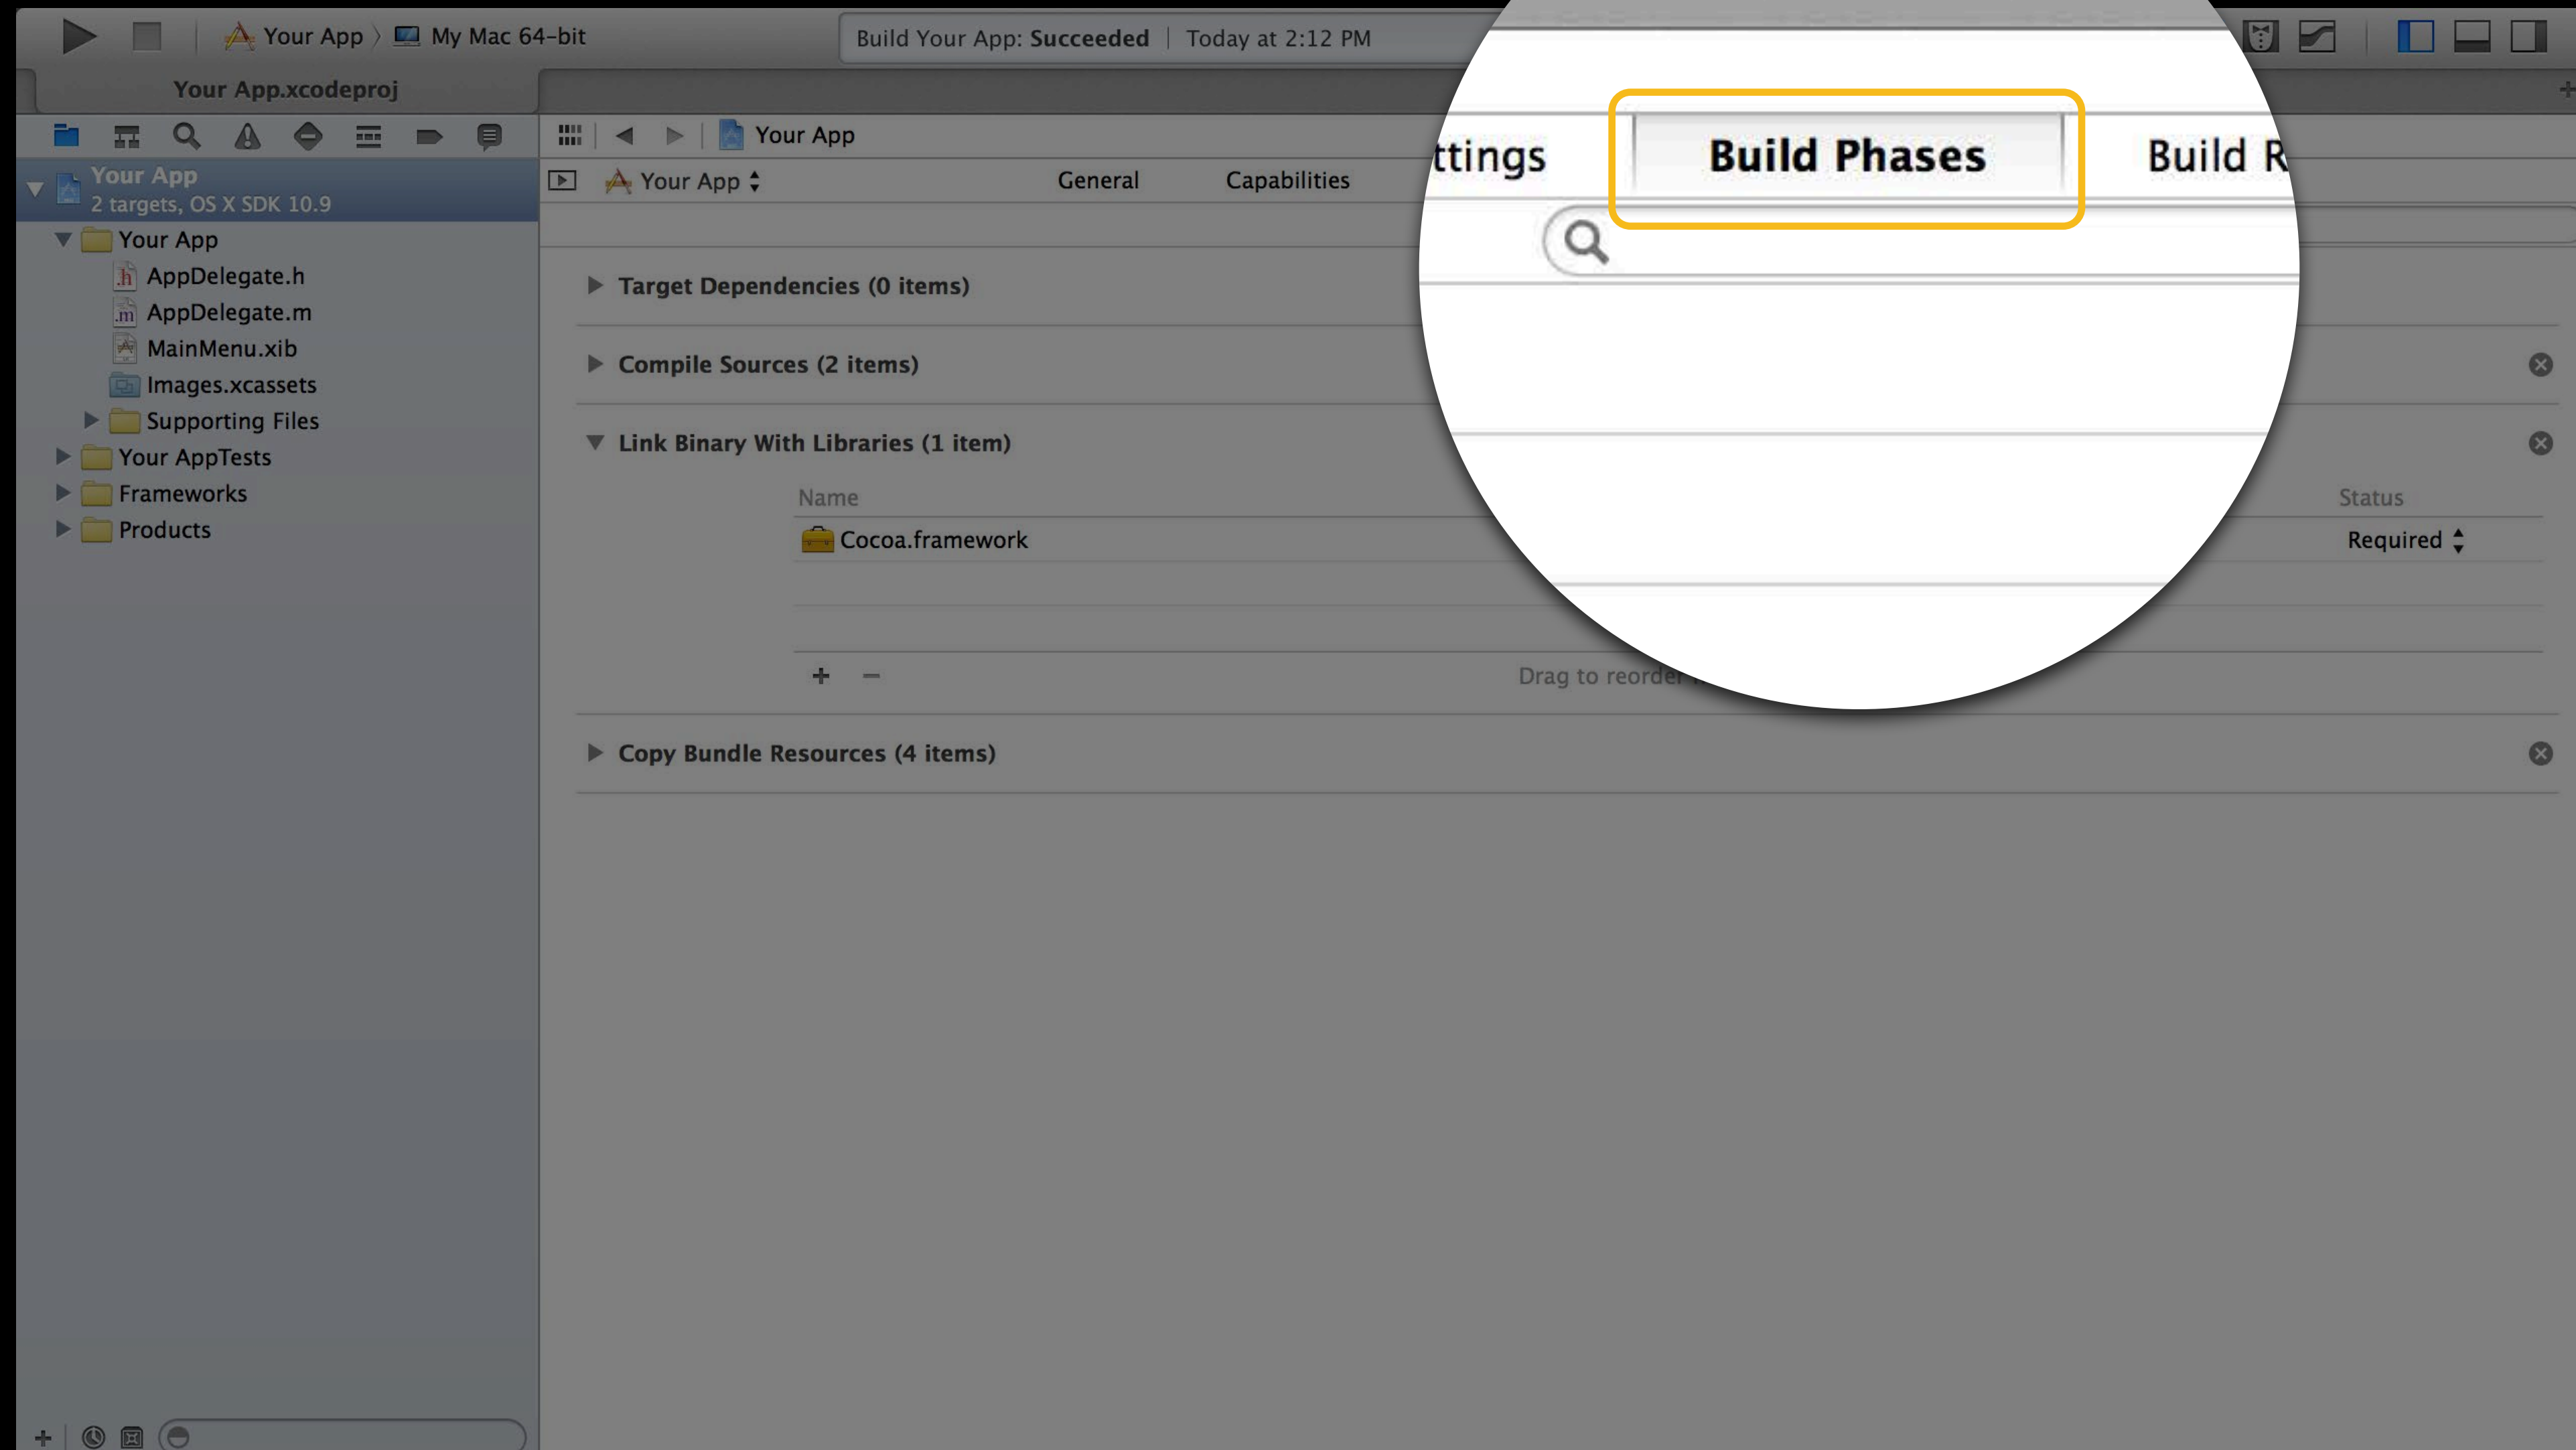 Your App 〉 My Mac 64-bit
Build Your App: Succeeded | Today at 2:12 PM
Your App.xcodeproj
Your App
Your App
2 targets, OS X SDK 10.9
Your App
General
Capabilities
ttings
Build Phases
Build R
Your App
AppDelegate.h
AppDelegate.m
MainMenu.xib
Images.xcassets
Supporting Files
Your AppTests
Frameworks
Products
Target Dependencies (0 items)
Compile Sources (2 items)
Link Binary With Libraries (1 item)
Name
Status
Cocoa.framework
Required
Drag to reorder
Copy Bundle Resources (4 items)